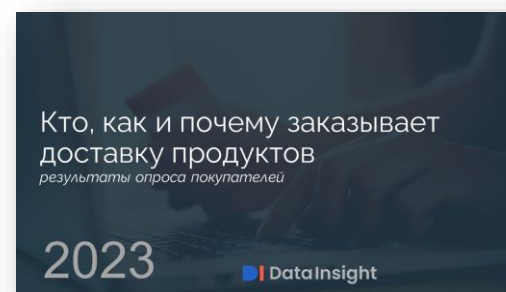 Кто, как и почему заказывает
доставку продуктов
результаты опроса покупателей
2023
DataInsight